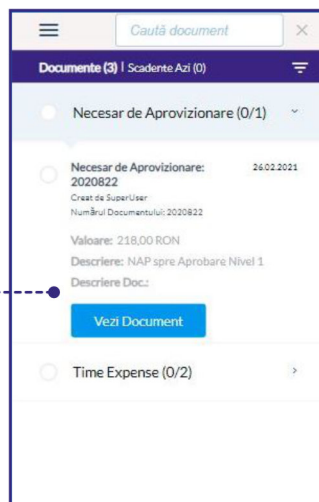 Caută document
Documente (3) | Scadente Azi (0)
Necesar de Aprovizionare (0/1)
Necesar de Aprovizionare: 26.02.2021
2020822
Creat de SuperUser
Numărul Documentului: 2020822
Valoare: 218,00 RON
Descriere: NAP spre Aprobare Nivel 1
Descriere Doc.:
Vezi Document
Time Expense (0/2)